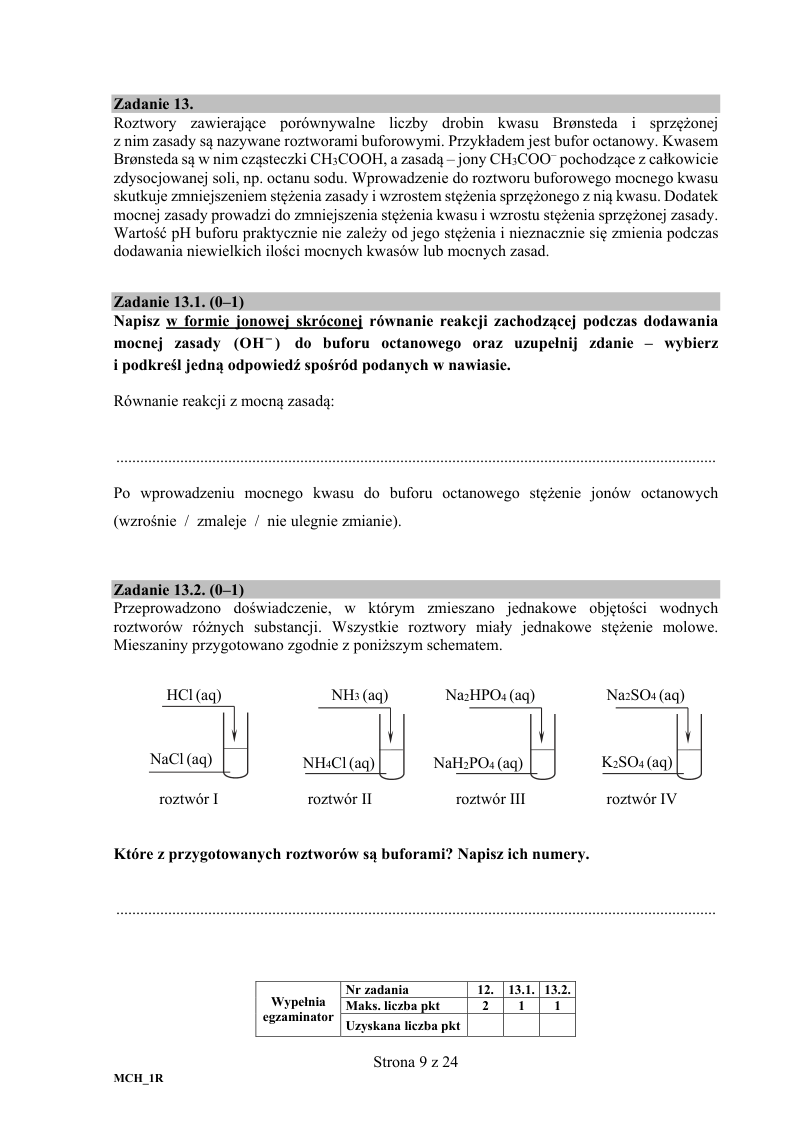 Zadanie 13.
Roztwory zawierające porównywalne liczby drobin kwasu Brønsteda i sprzężonej
z nim zasady są nazywane roztworami buforowymi. Przykładem jest bufor octanowy. Kwasem
Brønsteda są w nim cząsteczki CH₃COOH, a zasadą – jony CH₃COO⁻ pochodzące z całkowicie
zdysocjowanej soli, np. octanu sodu. Wprowadzenie do roztworu buforowego mocnego kwasu
skutkuje zmniejszeniem stężenia zasady i wzrostem stężenia sprzężonego z nią kwasu. Dodatek
mocnej zasady prowadzi do zmniejszenia stężenia kwasu i wzrostu stężenia sprzężonej zasady.
Wartość pH buforu praktycznie nie zależy od jego stężenia i nieznacznie się zmienia podczas
dodawania niewielkich ilości mocnych kwasów lub mocnych zasad.
Zadanie 13.1. (0–1)
Napisz w formie jonowej skróconej równanie reakcji zachodzącej podczas dodawania
mocnej zasady (OH⁻) do buforu octanowego oraz uzupełnij zdanie – wybierz
i podkreśl jedną odpowiedź spośród podanych w nawiasie.
Równanie reakcji z mocną zasadą:
Po wprowadzeniu mocnego kwasu do buforu octanowego stężenie jonów octanowych
(wzrośnie / zmaleje / nie ulegnie zmianie).
Zadanie 13.2. (0–1)
Przeprowadzono doświadczenie, w którym zmieszano jednakowe objętości wodnych
roztworów różnych substancji. Wszystkie roztwory miały jednakowe stężenie molowe.
Mieszaniny przygotowano zgodnie z poniższym schematem.
HCl (aq) NH₃ (aq) Na₂HPO₄ (aq) Na₂SO₄ (aq)
NaCl (aq) NH₄Cl (aq) NaH₂PO₄ (aq) K₂SO₄ (aq)
roztwór I roztwór II roztwór III roztwór IV
Które z przygotowanych roztworów są buforami? Napisz ich numery.
Wypełnia egzaminator
Nr zadania 12. 13.1. 13.2.
Maks. liczba pkt 2 1 1
Uzyskana liczba pkt
Strona 9 z 24
MCH_1R